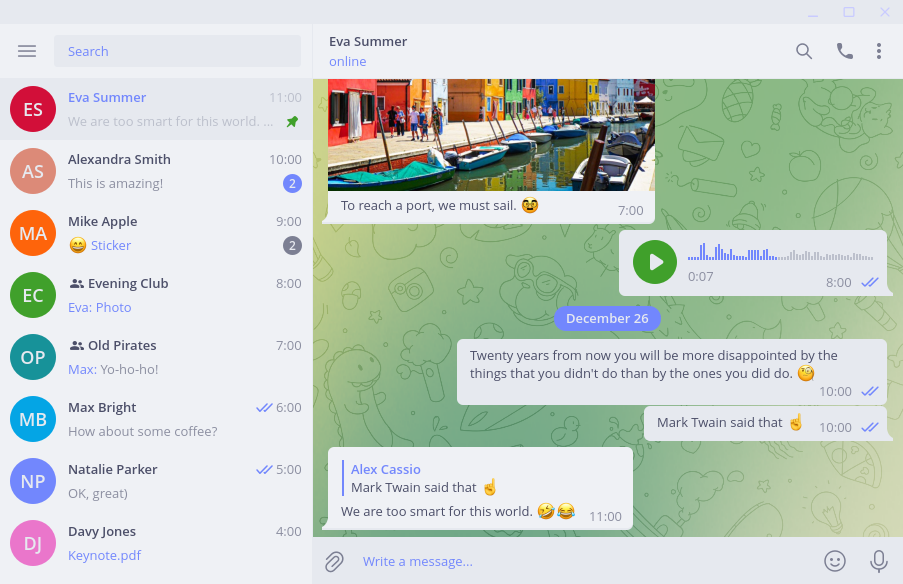 Search
ES
Eva Summer
11:00
We are too smart for this world. ...
AS
Alexandra Smith
10:00
This is amazing!
2
MA
Mike Apple
9:00
😄 Sticker
2
EC
Evening Club
8:00
Eva: Photo
OP
Old Pirates
7:00
Max: Yo-ho-ho!
MB
Max Bright
6:00
How about some coffee?
NP
Natalie Parker
5:00
OK, great)
DJ
Davy Jones
4:00
Keynote.pdf
Eva Summer
online
To reach a port, we must sail. 🥸
7:00
0:07
8:00
December 26
Twenty years from now you will be more disappointed by the
things that you didn't do than by the ones you did do. 🧐
10:00
Mark Twain said that ☝
10:00
Alex Cassio
Mark Twain said that ☝
We are too smart for this world. 🤣😂
11:00
Write a message...